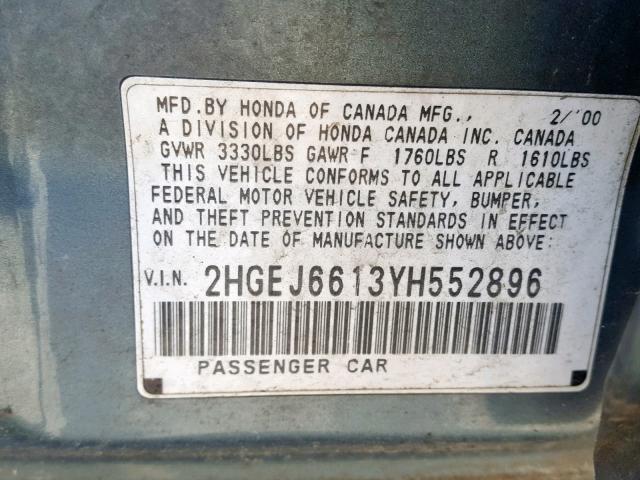 MFD.BY HONDA OF CANADA MFG., 2/'00
A DIVISION OF HONDA CANADA INC. CANADA
GVWR 3330LBS GAWR F 1760LBS R 1610LBS
THIS VEHICLE CONFORMS TO ALL APPLICABLE
FEDERAL MOTOR VEHICLE SAFETY, BUMPER,
AND THEFT PREVENTION STANDARDS IN EFFECT
ON THE DATE OF MANUFACTURE SHOWN ABOVE:
V.I.N. 2HGEJ6613YH552896
PASSENGER CAR